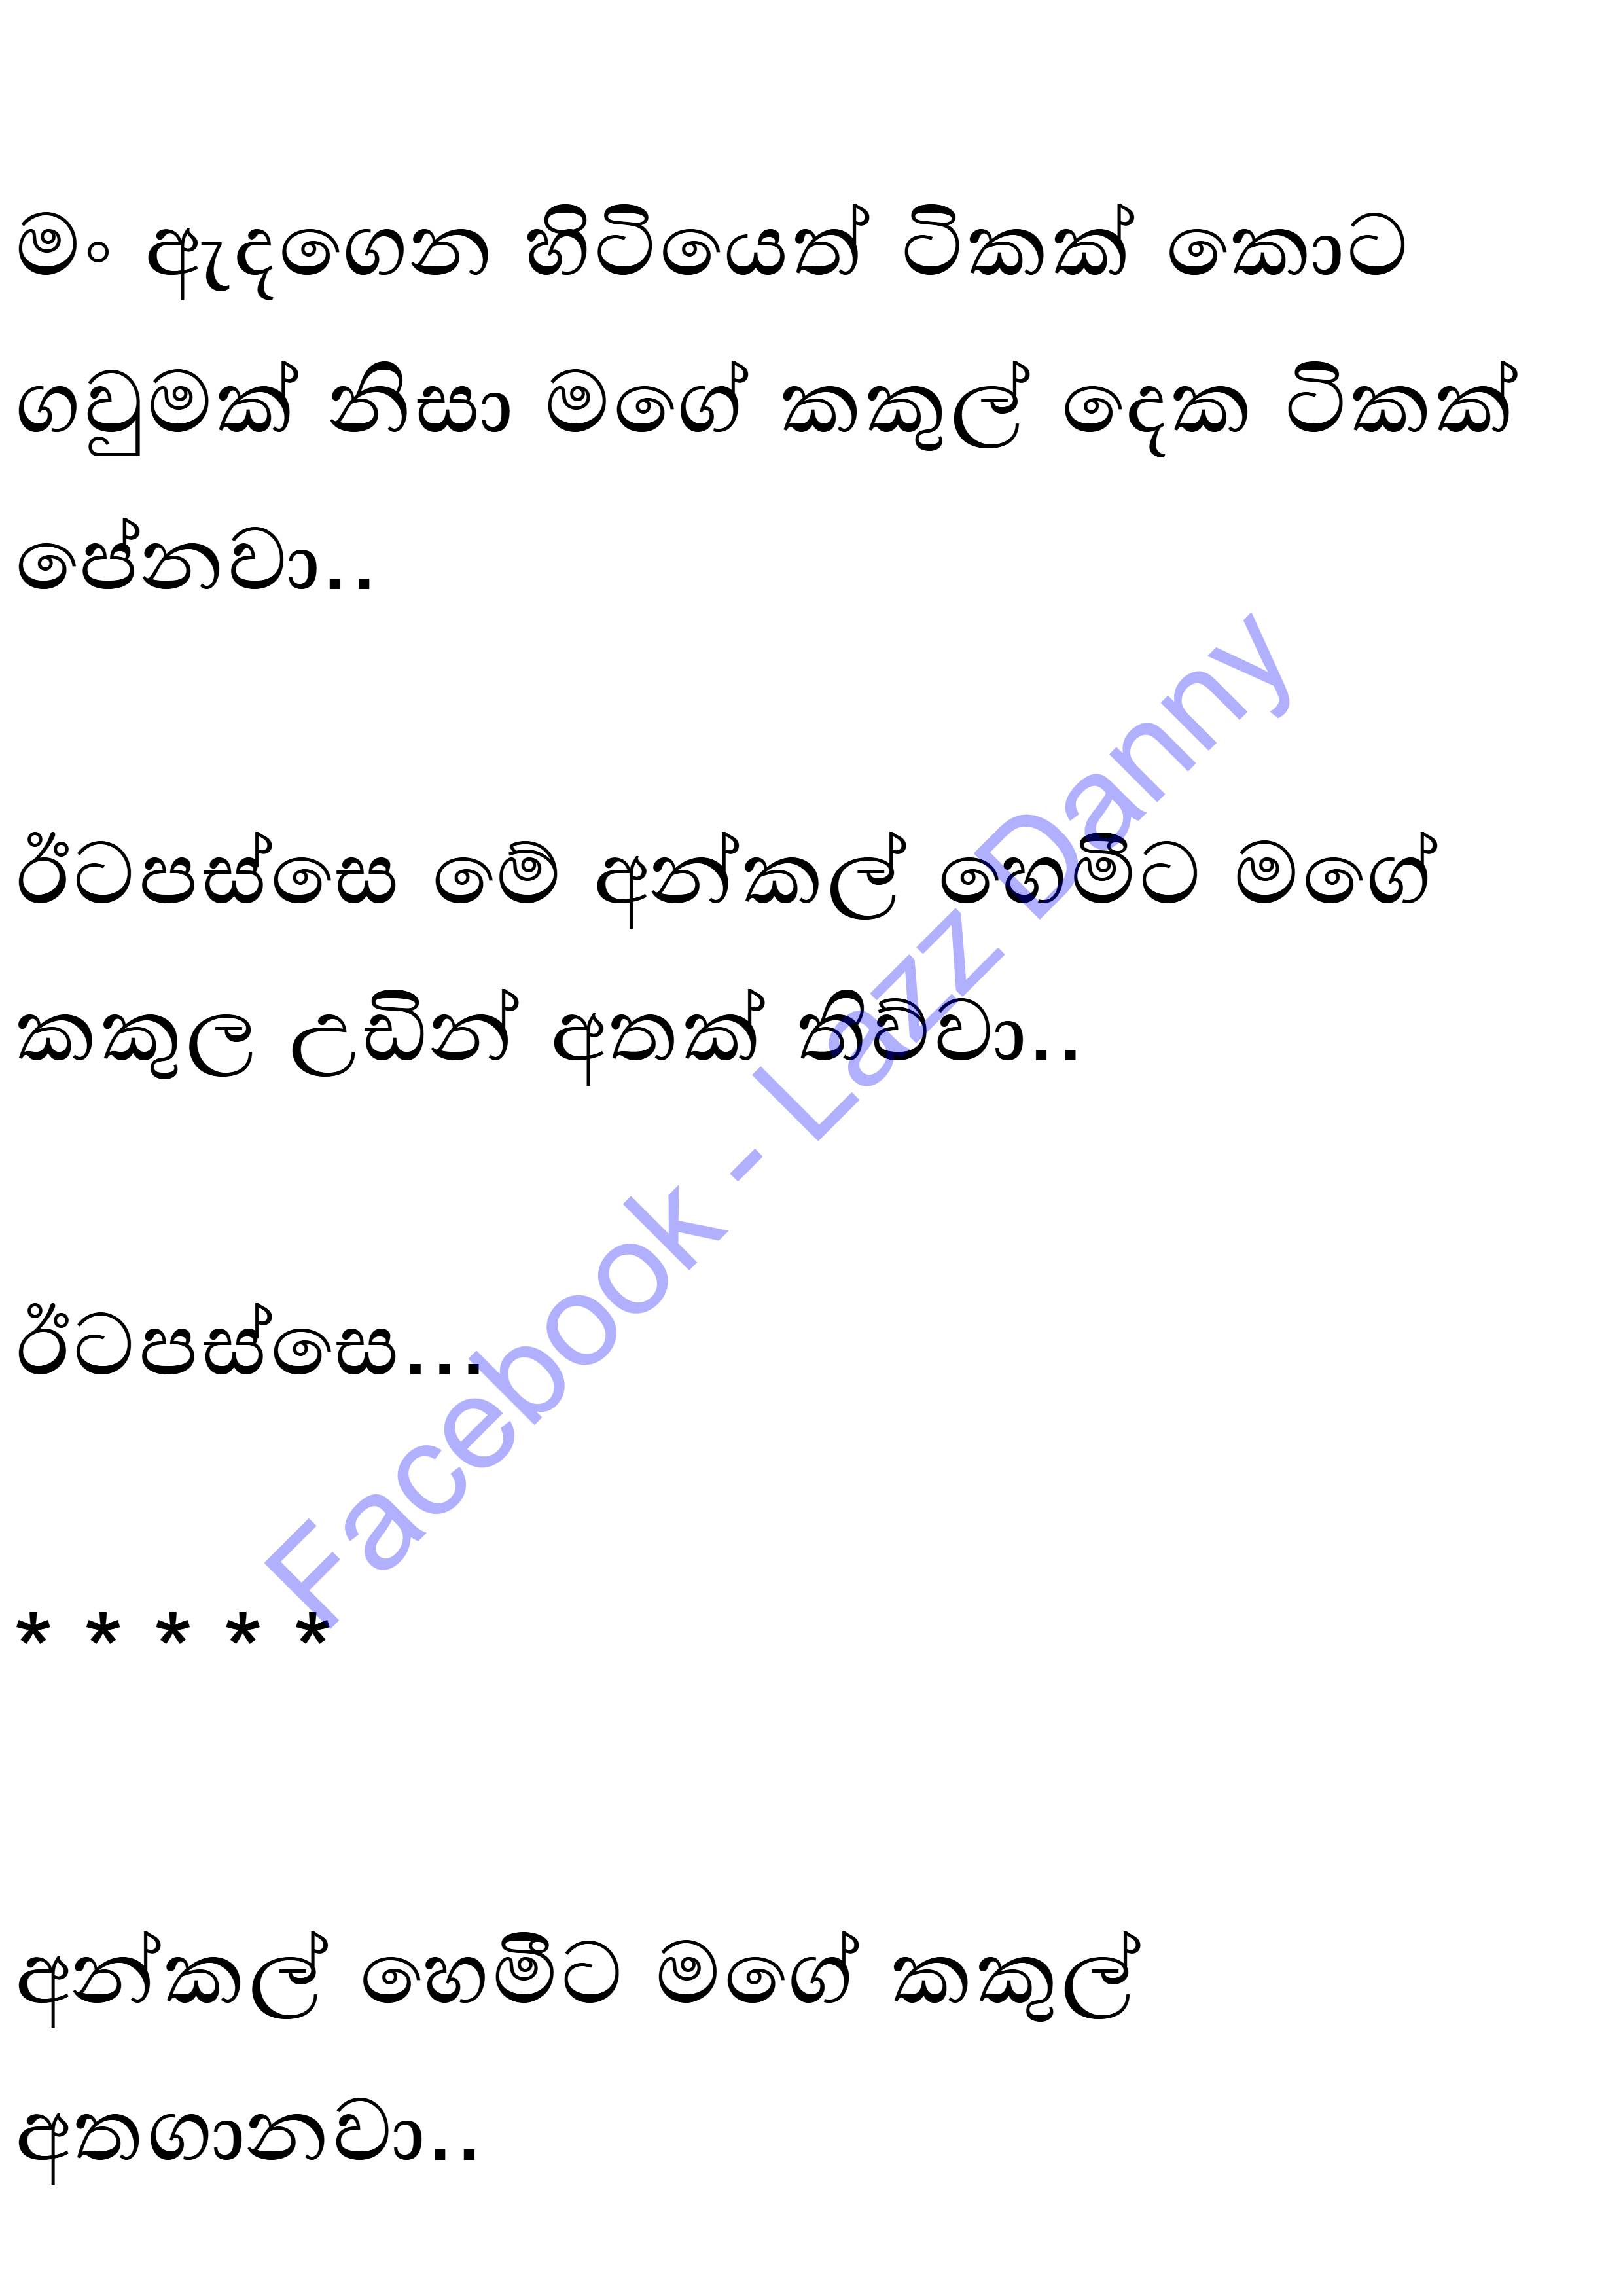 මං ඇදගෙන හිටියෙත් ටිකක් කොට
ගවුමක් නිසා මගේ කකුල් දෙක ටිකක්
පේනවා..
ඊටපස්සෙ මේ අන්කල් හෙමීට මගේ
කකුල උඩින් අතක් තිව්වා..
ඊටපස්සෙ...
* * * * *
අන්කල් හෙමීට මගේ කකුල්
අතගානවා..
Facebook - Lazz Danny